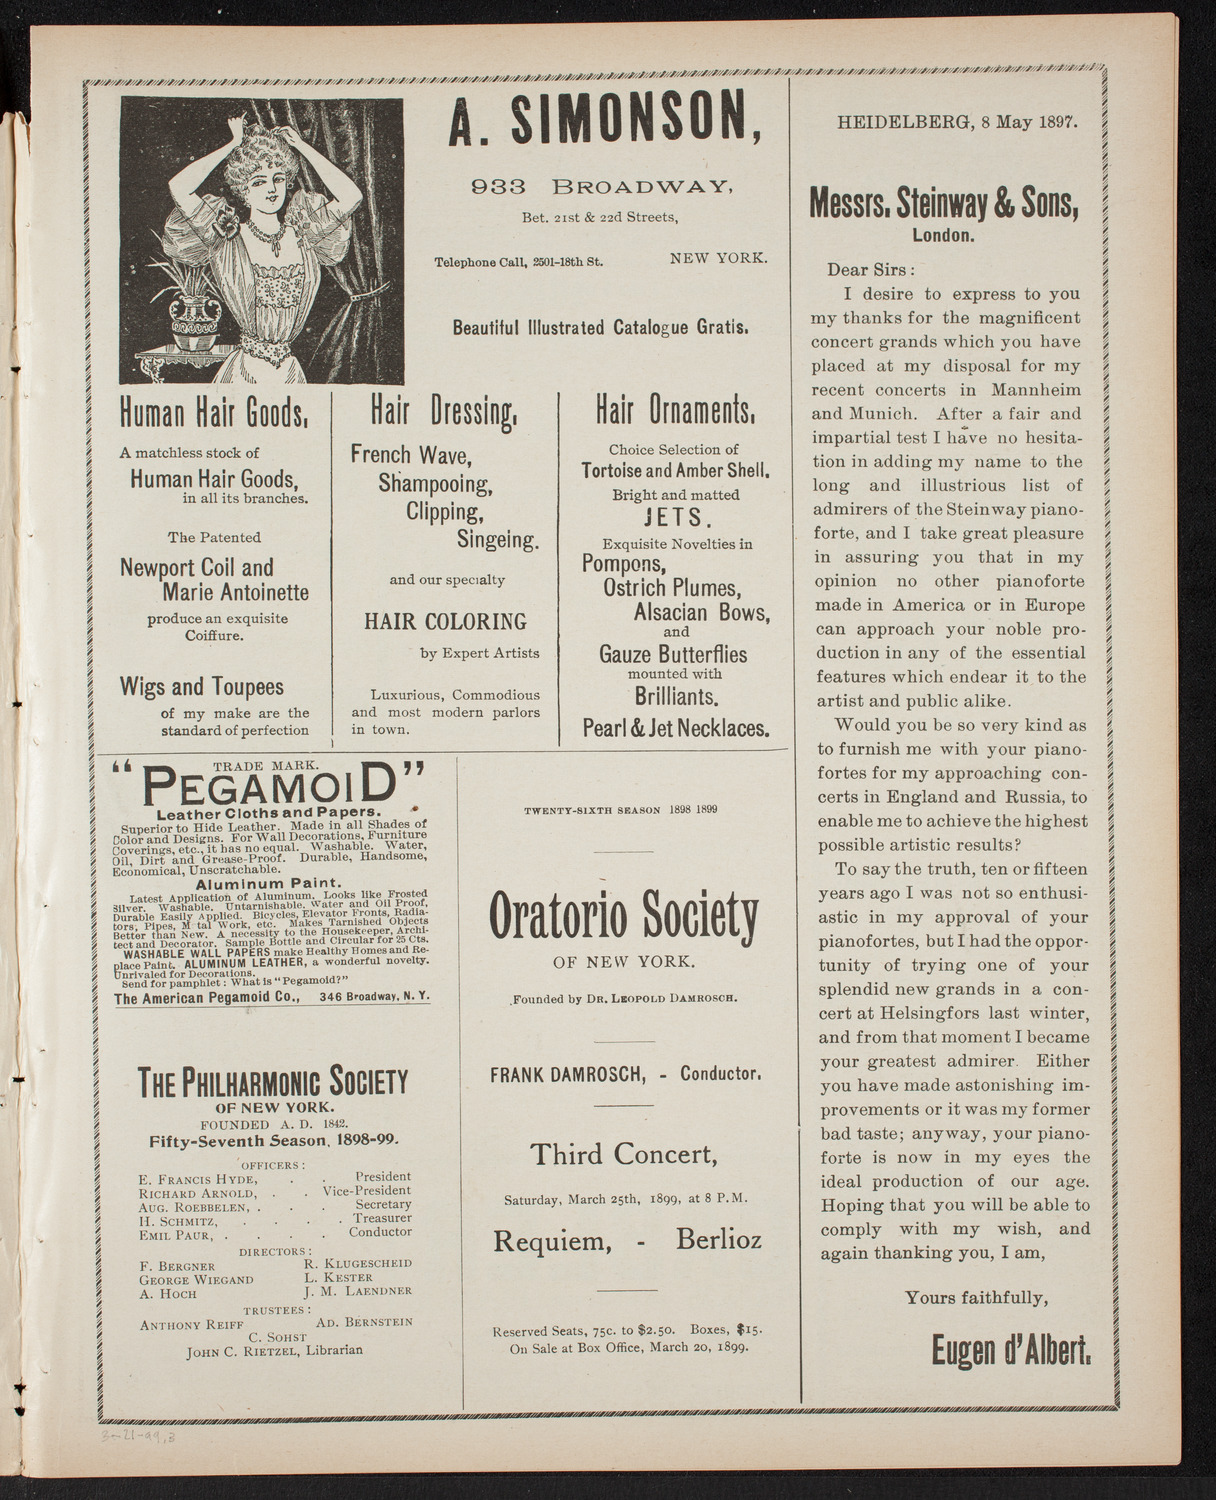 A. SIMONSON,
933 BROADWAY,
Bet. 21st & 22d Streets,
Telephone Call, 2501-18th St. NEW YORK.
Beautiful Illustrated Catalogue Gratis.
Human Hair Goods,
A matchless stock of
Human Hair Goods,
in all its branches.
The Patented
Newport Coil and
Marie Antoinette
produce an exquisite
Coiffure.
Wigs and Toupees
of my make are the
standard of perfection
Hair Dressing,
French Wave,
Shampooing,
Clipping,
Singeing.
and our specialty
HAIR COLORING
by Expert Artists
Luxurious, Commodious
and most modern parlors
in town.
Hair Ornaments,
Choice Selection of
Tortoise and Amber Shell.
Bright and matted
JETS.
Exquisite Novelties in
Pompons,
Ostrich Plumes,
Alsacian Bows,
and
Gauze Butterflies
mounted with
Brilliants.
Pearl & Jet Necklaces.
TRADE MARK.
"PEGAMOID"
Leather Cloths and Papers.
Superior to Hide Leather. Made in all Shades of
Color and Designs. For Wall Decorations, Furniture
Coverings, etc., it has no equal. Washable. Water,
Oil, Dirt and Grease-Proof. Durable, Handsome,
Economical, Unscratchable.
Aluminum Paint.
Latest Application of Aluminum. Looks like Frosted
Silver. Washable. Untarnishable. Water and Oil Proof,
Durable Easily Applied. Bicycles, Elevator Fronts, Radia-
tors, Pipes, M tal Work, etc. Makes Tarnished Objects
Better than New. A necessity to the Housekeeper, Archi-
tect and Decorator. Sample Bottle and Circular for 25 Cts.
WASHABLE WALL PAPERS make Healthy Homes and Re-
place Paint. ALUMINUM LEATHER, a wonderful novelty.
Unrivaled for Decorations.
Send for pamphlet: What is "Pegamoid?"
The American Pegamoid Co., 346 Broadway, N. Y.
THE PHILHARMONIC SOCIETY
OF NEW YORK.
FOUNDED A. D. 1842.
Fifty-Seventh Season, 1898-99.
OFFICERS:
E. FRANCIS HYDE, . . President
RICHARD ARNOLD, . . Vice-President
AUG. ROEBBELEN, . . . Secretary
H. SCHMITZ, . . . . Treasurer
EMIL PAUR, . . . . Conductor
DIRECTORS:
F. BERGNER R. KLUGESCHEID
GEORGE WIEGAND L. KESTER
A. HOCH J. M. LAENDNER
TRUSTEES:
ANTHONY REIFF AD. BERNSTEIN
C. SOHST
JOHN C. RIETZEL, Librarian
TWENTY-SIXTH SEASON 1898 1899
Oratorio Society
OF NEW YORK.
Founded by DR. LEOPOLD DAMROSCH.
FRANK DAMROSCH, - Conductor.
Third Concert,
Saturday, March 25th, 1899, at 8 P.M.
Requiem, - Berlioz
Reserved Seats, 75c. to $2.50. Boxes, $15.
On Sale at Box Office, March 20, 1899.
HEIDELBERG, 8 May 1897.
Messrs. Steinway & Sons,
London.
Dear Sirs:
I desire to express to you
my thanks for the magnificent
concert grands which you have
placed at my disposal for my
recent concerts in Mannheim
and Munich. After a fair and
impartial test I have no hesita-
tion in adding my name to the
long and illustrious list of
admirers of the Steinway piano-
forte, and I take great pleasure
in assuring you that in my
opinion no other pianoforte
made in America or in Europe
can approach your noble pro-
duction in any of the essential
features which endear it to the
artist and public alike.
Would you be so very kind as
to furnish me with your piano-
fortes for my approaching con-
certs in England and Russia, to
enable me to achieve the highest
possible artistic results?
To say the truth, ten or fifteen
years ago I was not so enthusi-
astic in my approval of your
pianofortes, but I had the oppor-
tunity of trying one of your
splendid new grands in a con-
cert at Helsingfors last winter,
and from that moment I became
your greatest admirer. Either
you have made astonishing im-
provements or it was my former
bad taste; anyway, your piano-
forte is now in my eyes the
ideal production of our age.
Hoping that you will be able to
comply with my wish, and
again thanking you, I am,
Yours faithfully,
Eugen d'Albert.
3-21-99,3